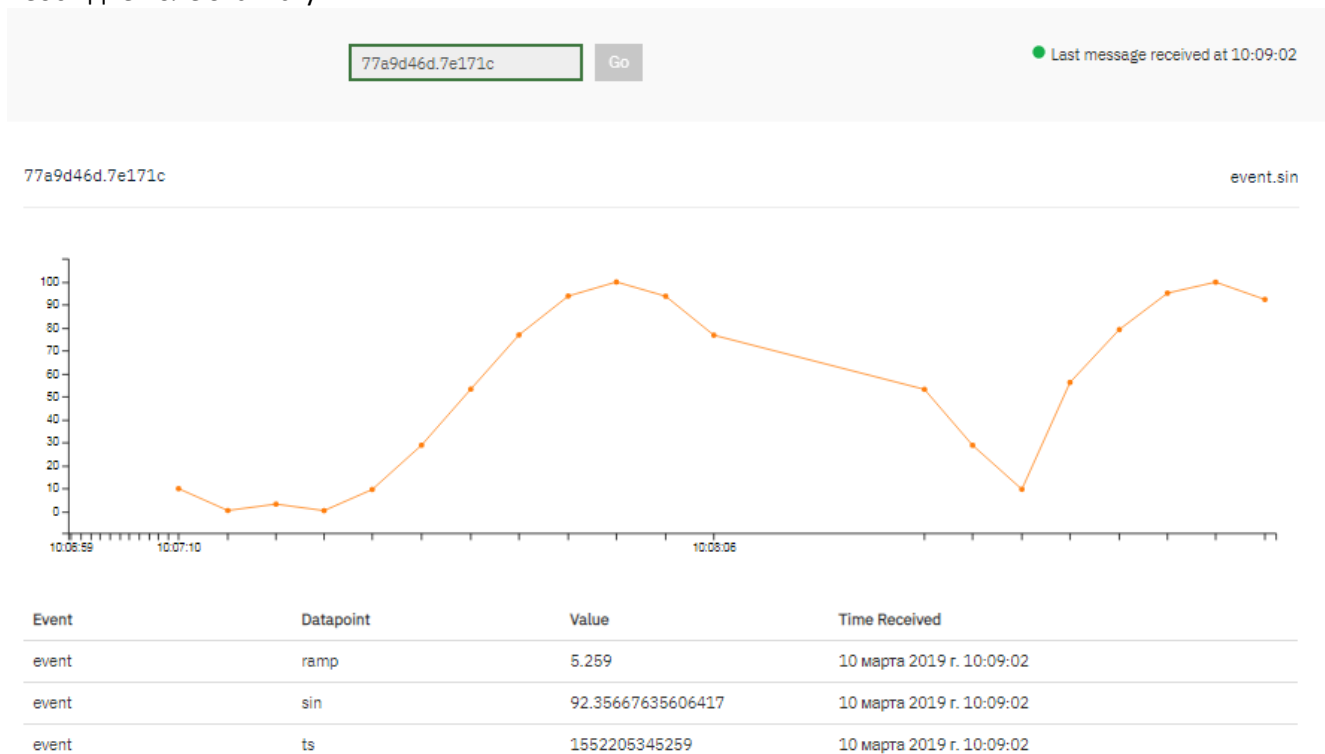 77a9d46d.7e171c Go Last message received at 10:09:02
77a9d46d.7e171c event.sin
100
90
80
70
60
50
40
30
20
10
0
10:06:59 10:07:10 10:08:06
Event Datapoint Value Time Received
event ramp 5.259 10 марта 2019 г. 10:09:02
event sin 92.35667635606417 10 марта 2019 г. 10:09:02
event ts 1552205345259 10 марта 2019 г. 10:09:02